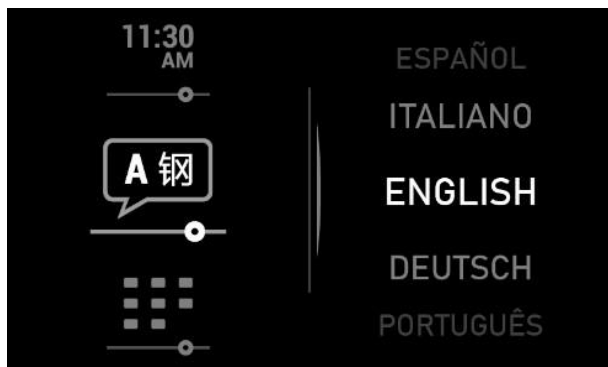 11:30
AM
A 钢
ESPAÑOL
ITALIANO
ENGLISH
DEUTSCH
PORTUGUÊS